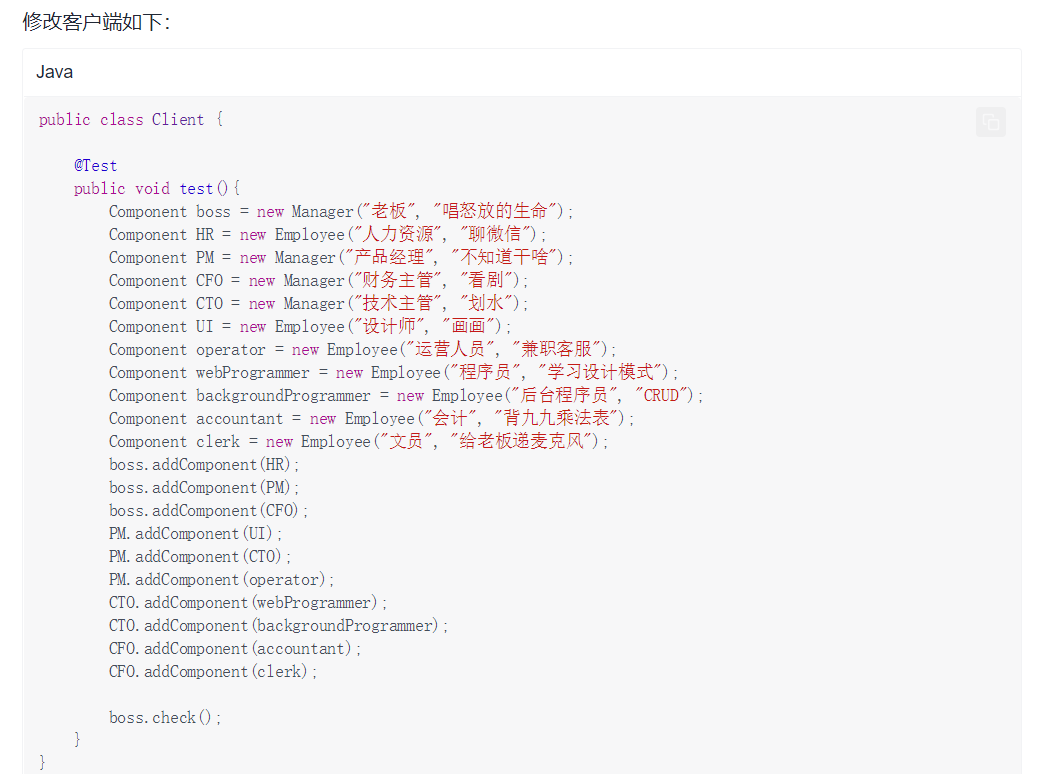 修改客户端如下：
Java
public class Client {
@Test
public void test(){
Component boss = new Manager("老板", "唱怒放的生命");
Component HR = new Employee("人力资源", "聊微信");
Component PM = new Manager("产品经理", "不知道干啥");
Component CFO = new Manager("财务主管", "看剧");
Component CTO = new Manager("技术主管", "划水");
Component UI = new Employee("设计师", "画画");
Component operator = new Employee("运营人员", "兼职客服");
Component webProgrammer = new Employee("程序员", "学习设计模式");
Component backgroundProgrammer = new Employee("后台程序员", "CRUD");
Component accountant = new Employee("会计", "背九九乘法表");
Component clerk = new Employee("文员", "给老板递麦克风");
boss.addComponent(HR);
boss.addComponent(PM);
boss.addComponent(CFO);
PM.addComponent(UI);
PM.addComponent(CTO);
PM.addComponent(operator);
CTO.addComponent(webProgrammer);
CTO.addComponent(backgroundProgrammer);
CFO.addComponent(accountant);
CFO.addComponent(clerk);
boss.check();
}
}